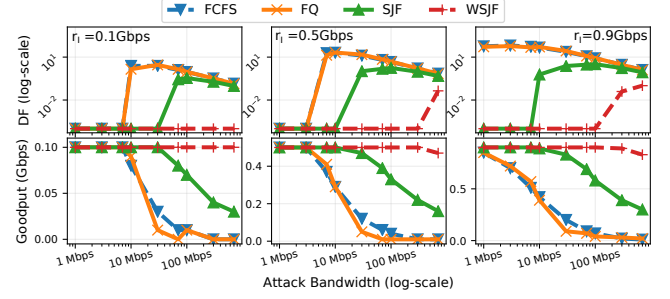 FCFS FQ SJF WSJF
r_l = 0.1Gbps r_l = 0.5Gbps r_l=0.9Gbps
DF (log-scale)
10^1
10^-2
10^1
10^-2
10^1
10^-2
Goodput (Gbps)
0.10
0.05
0.00
0.4
0.2
0.0
0.5
0.0
1 Mbps 10 Mbps 100 Mbps 1 Mbps 10 Mbps 100 Mbps 1 Mbps 10 Mbps 100 Mbps
Attack Bandwidth (log-scale)